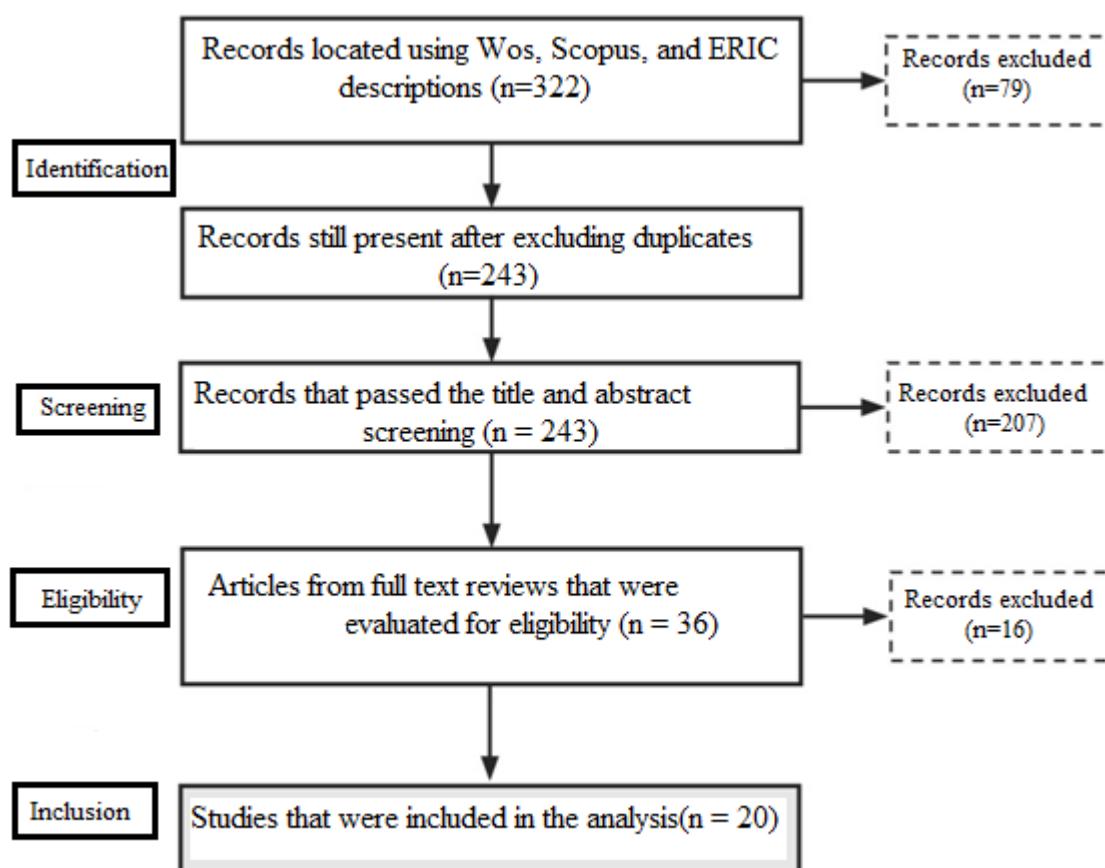 Records located using Wos, Scopus, and ERIC
descriptions (n=322)
Records excluded
(n=79)
Identification
Records still present after excluding duplicates
(n=243)
Screening
Records that passed the title and abstract
screening (n = 243)
Records excluded
(n=207)
Eligibility
Articles from full text reviews that were
evaluated for eligibility (n = 36)
Records excluded
(n=16)
Inclusion
Studies that were included in the analysis(n = 20)